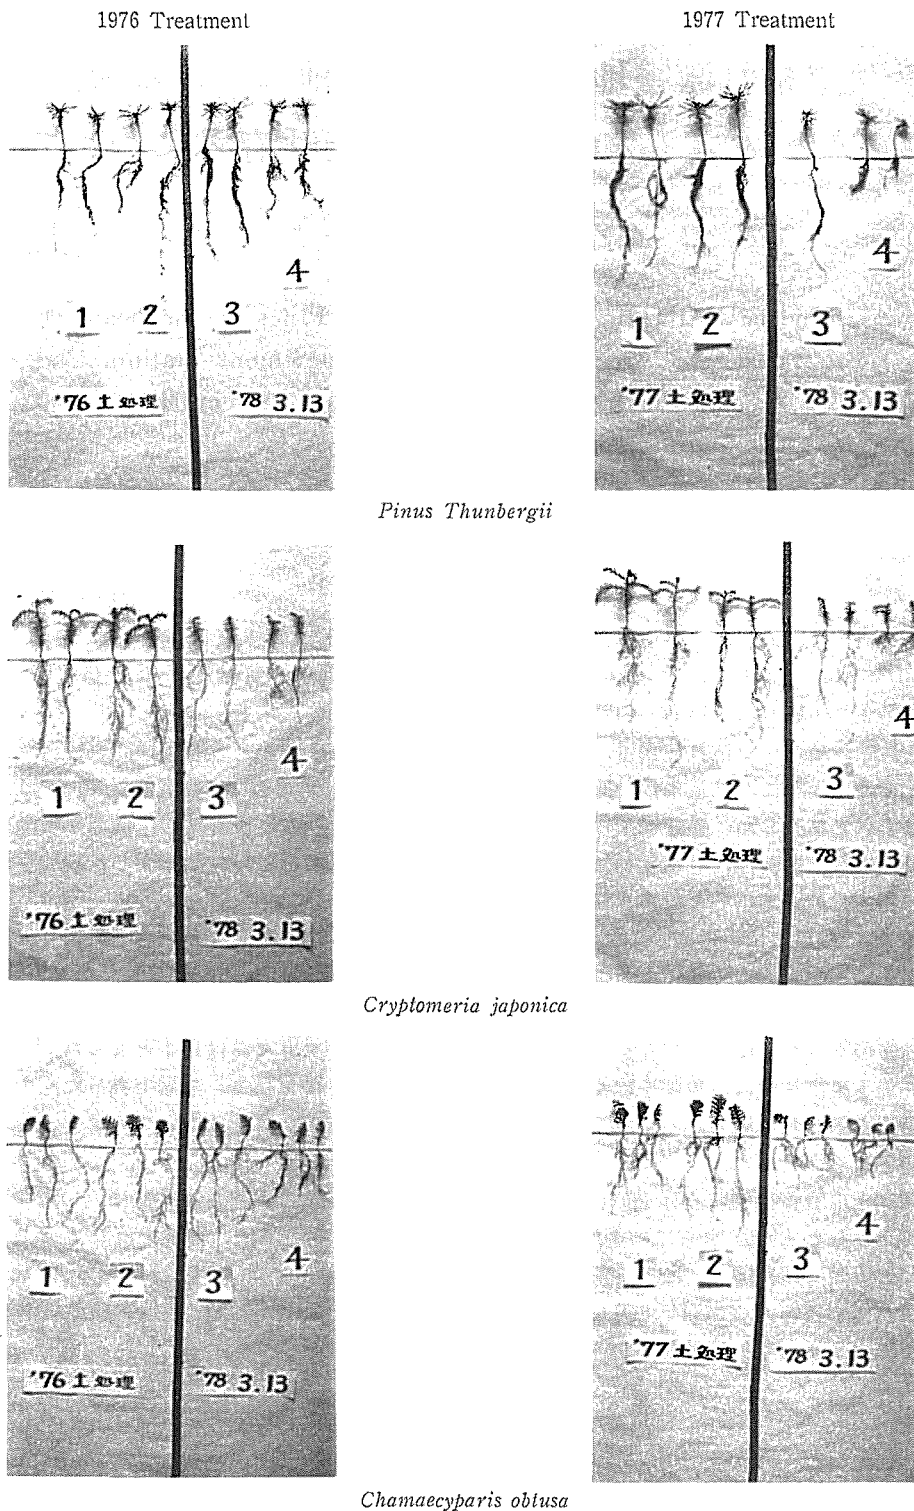 1976 Treatment
1977 Treatment
1 2 3 4
'76 土処理 '78 3.13
1 2 3 4
'77 土処理 '78 3.13
Pinus Thunbergii
1 2 3 4
'76 土処理 '78 3.13
1 2 3 4
'77 土処理 '78 3.13
Cryptomeria japonica
1 2 3 4
'76 土処理 '78 3.13
1 2 3 4
'77 土処理 '78 3.13
Chamaecyparis obtusa